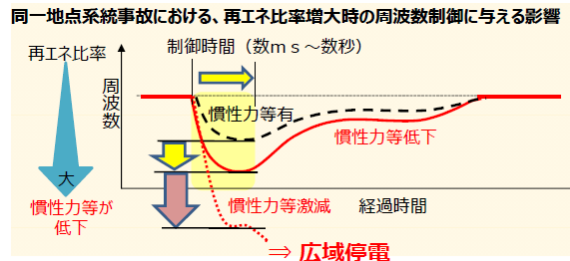 同一地点系統事故における、再エネ比率増大時の周波数制御に与える影響
再エネ比率
制御時間（数ｍｓ～数秒）
周波数
慣性力等有
慣性力等低下
大
慣性力等が
低下
慣性力等激減
経過時間
⇒ 広域停電